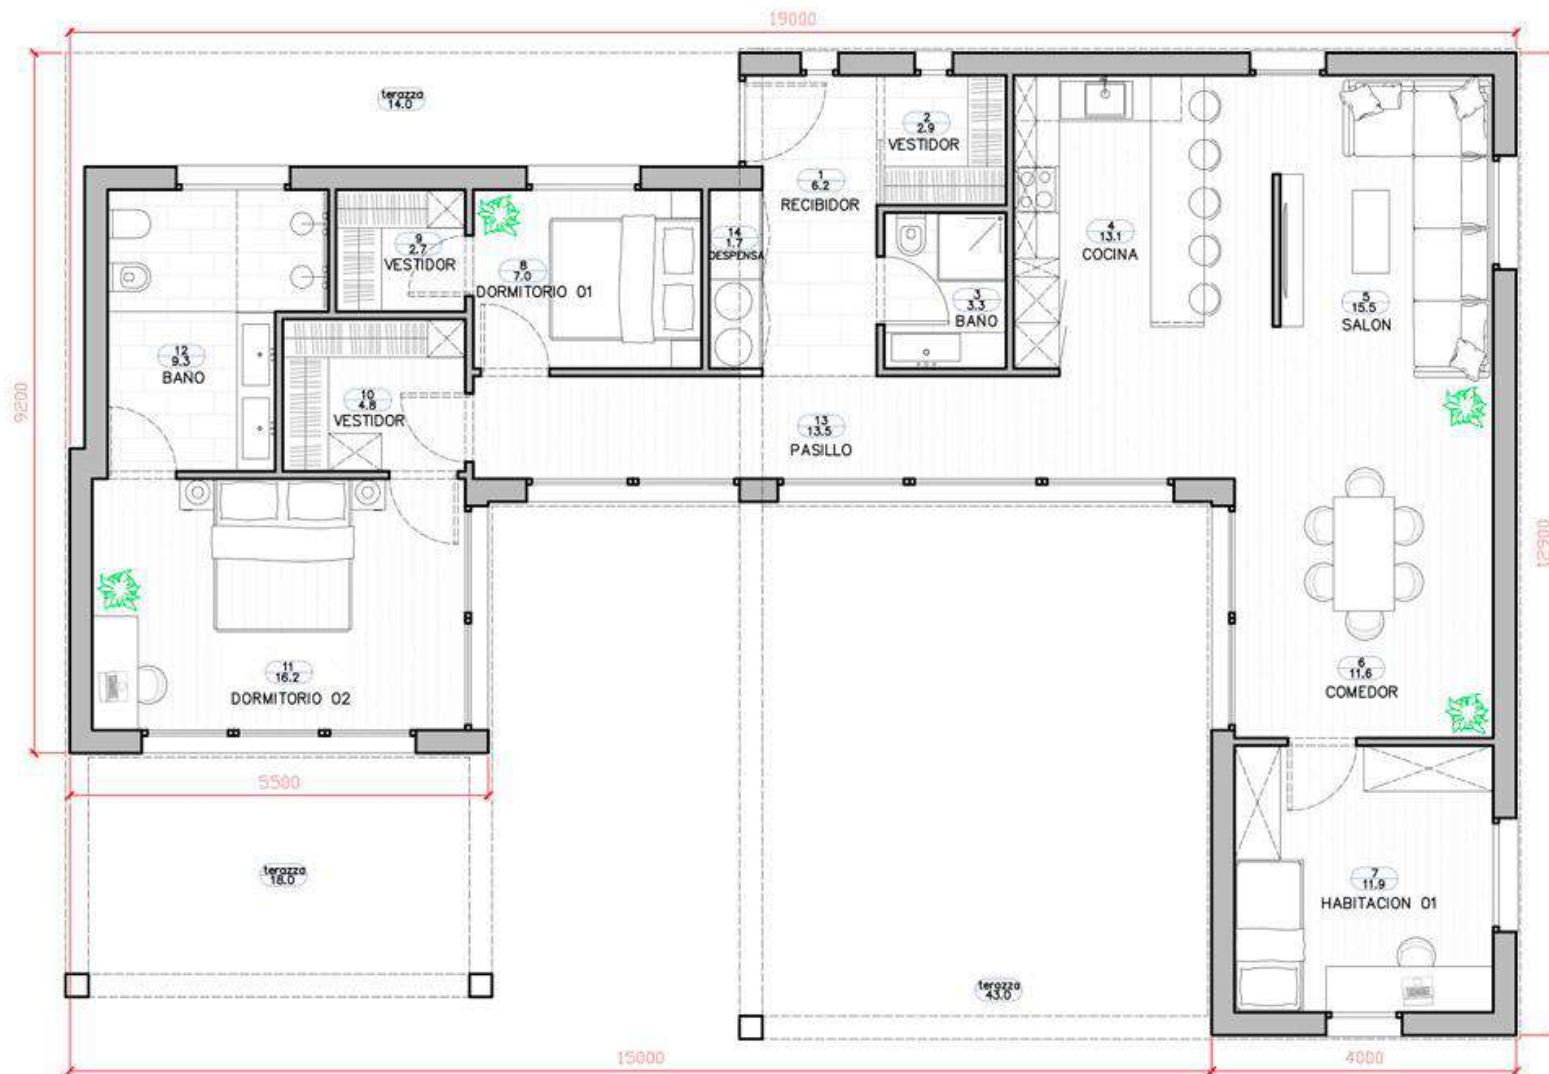 19000
terazza
14.0
2
2.9
VESTIDOR
1
6.2
RECIBIDOR
4
13.1
COCINA
14
1.7
DESPENSA
9
2.7
VESTIDOR
8
7.0
DORMITORIO 01
3
3.3
BAÑO
5
15.5
SALON
12
9.3
BAÑO
10
4.8
VESTIDOR
13
13.5
PASILLO
9200
12900
11
16.2
DORMITORIO 02
6
11.6
COMEDOR
5500
terazza
18.0
7
11.9
HABITACION 01
terazza
43.0
15000
4000